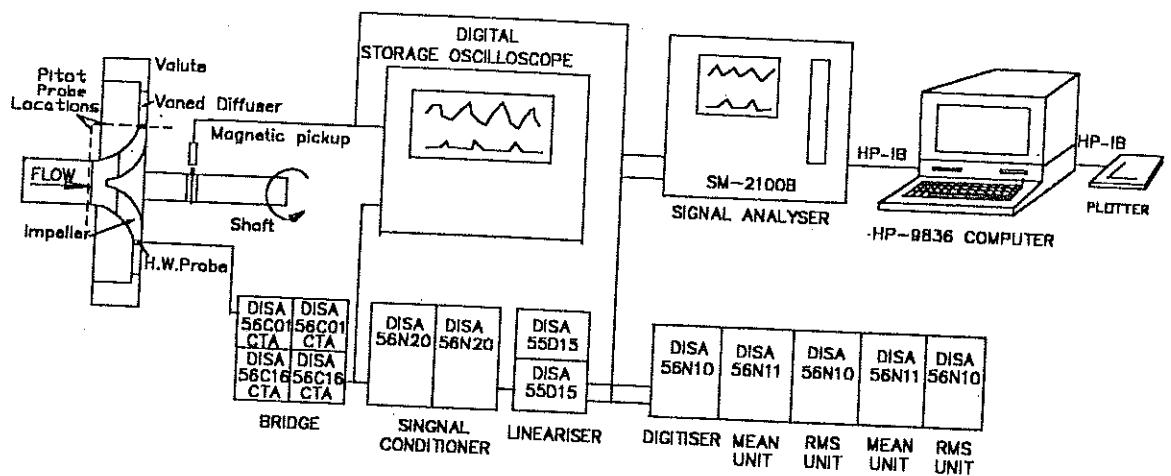 DIGITAL
STORAGE OSCILLOSCOPE
Pitot
Probe
Locations
Valute
Vaned Diffuser
Magnetic pickup
FLOW
Shaft
Impeller
H.W.Probe
SM-2100B
SIGNAL ANALYSER
HP-IB
HP-IB
PLOTTER
HP-9836 COMPUTER
DISA
56C01
CTA
DISA
56C01
CTA
DISA
56C16
CTA
DISA
56C16
CTA
BRIDGE
DISA
56N20
DISA
56N20
SINGNAL
CONDITIONER
DISA
55D15
DISA
55D15
LINEARISER
DISA
56N10
DISA
56N11
DISA
56N10
DISA
56N11
DISA
56N10
DIGITISER
MEAN
UNIT
RMS
UNIT
MEAN
UNIT
RMS
UNIT